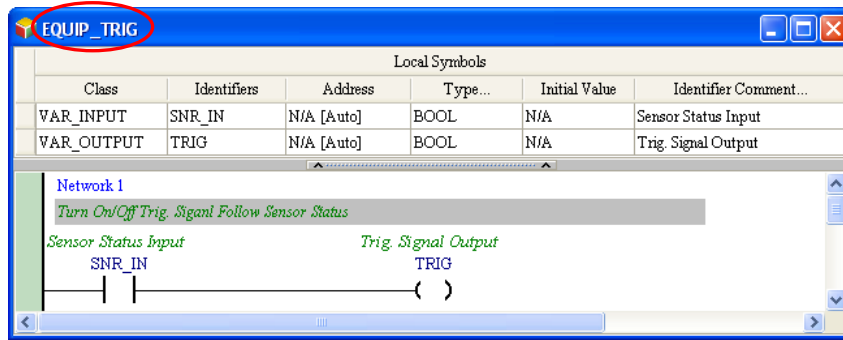 EQUIP_TRIG
Local Symbols
Class Identifiers Address Type... Initial Value Identifier Comment...
VAR_INPUT SNR_IN N/A [Auto] BOOL N/A Sensor Status Input
VAR_OUTPUT TRIG N/A [Auto] BOOL N/A Trig. Signal Output
Network 1
Turn On/Off Trig. Siganl Follow Sensor Status
Sensor Status Input Trig. Signal Output
SNR_IN TRIG